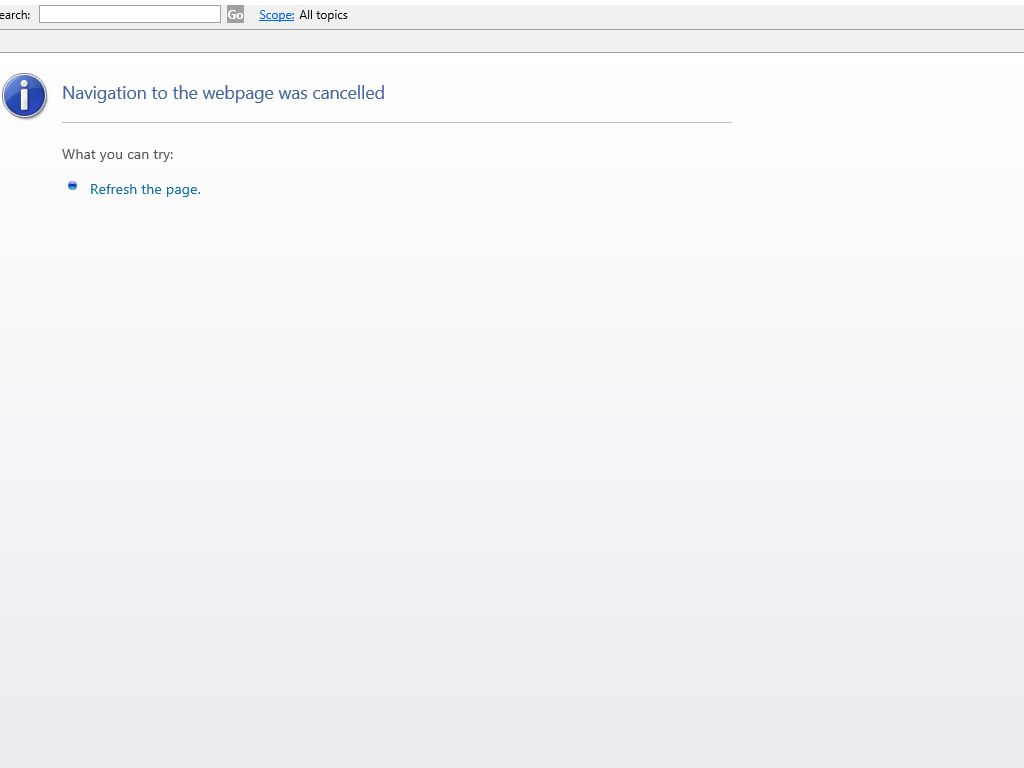 earch: Go Scope: All topics
Navigation to the webpage was cancelled
What you can try:
Refresh the page.